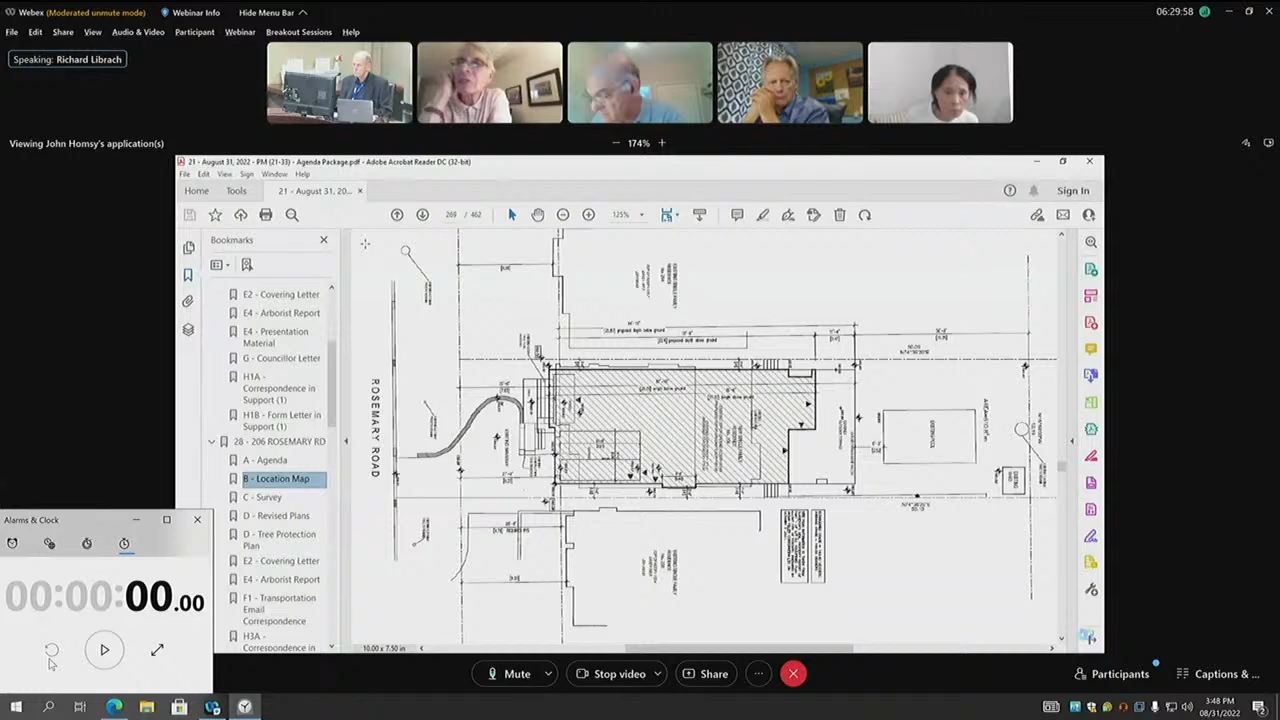 Webex (Moderated unmute mode) Webinar Info Hide Menu Bar 06:29:58
File Edit Share View Audio & Video Participant Webinar Breakout Sessions Help
Speaking: Richard Librach
Viewing John Homsy's application(s)
174%
21 - August 31, 2022 - PM (21-33) - Agenda Package.pdf - Adobe Acrobat Reader DC (32-bit)
File Edit View Sign Window Help
Home Tools 21 - August 31, 20... Sign In
269 / 462 125%
Bookmarks
E2 - Covering Letter
E4 - Arborist Report
E4 - Presentation
Material
G - Councillor Letter
H1A -
Correspondence in
Support (1)
H1B - Form Letter in
Support (1)
28 - 206 ROSEMARY RD
A - Agenda
B - Location Map
C - Survey
D - Revised Plans
D - Tree Protection
Plan
E2 - Covering Letter
E4 - Arborist Report
F1 - Transportation
Email
Correspondence
H3A -
Correspondence in
ROSEMARY ROAD
10.00 x 7.50 in
Alarms & Clock
00:00:00.00
Mute Stop video Share Participants Captions & ...
3:48 PM
08/31/2022